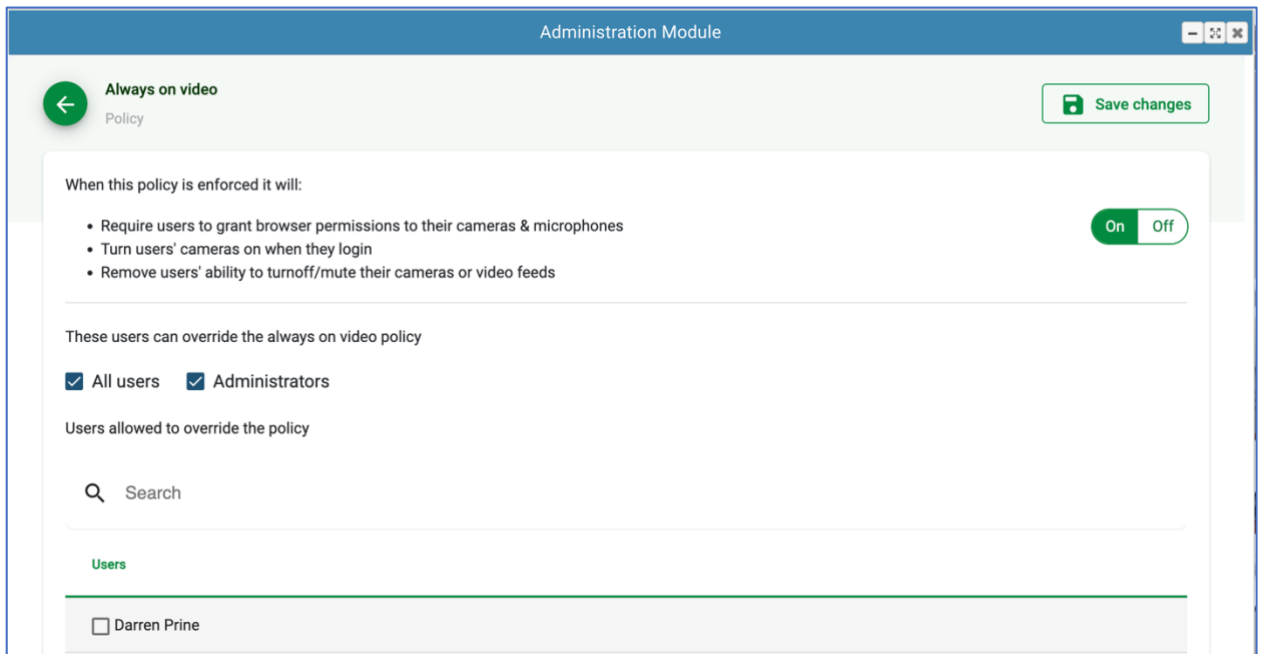 Administration Module
Always on video
Policy
Save changes
When this policy is enforced it will:
• Require users to grant browser permissions to their cameras & microphones
• Turn users' cameras on when they login
• Remove users' ability to turnoff/mute their cameras or video feeds
On Off
These users can override the always on video policy
All users Administrators
Users allowed to override the policy
Search
Users
Darren Prine